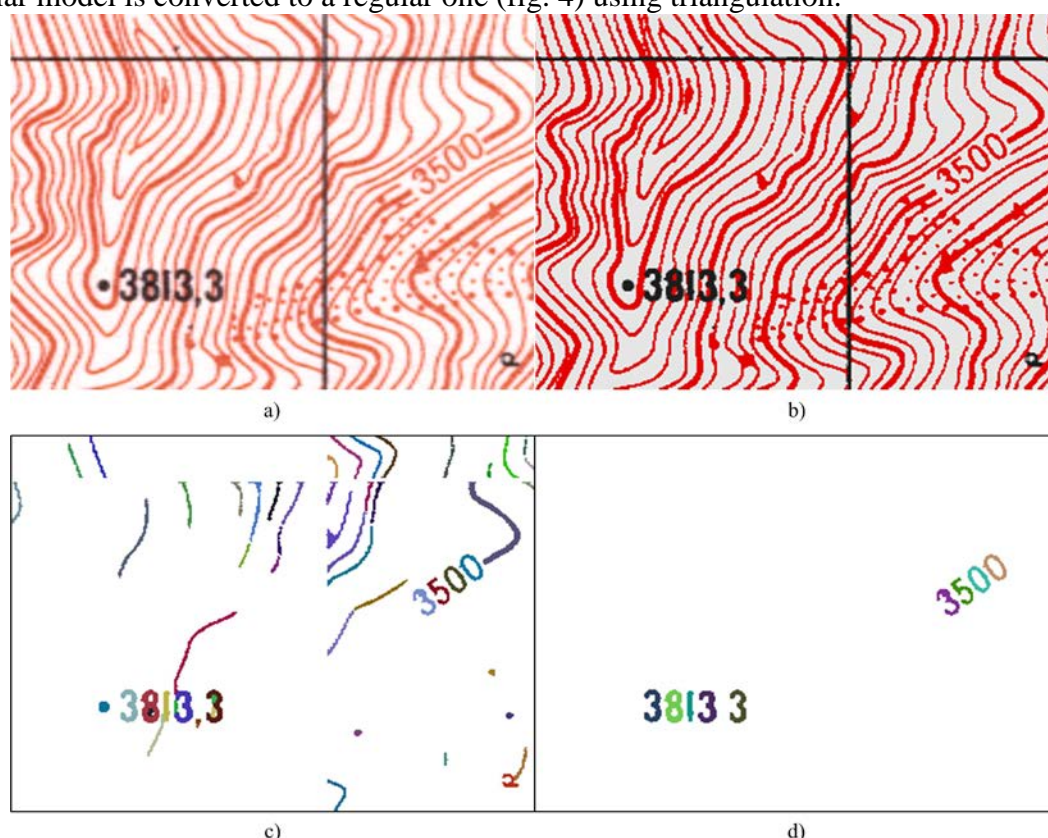 lar model is converted to a regular one (fig. 4) using triangulation.
3500
3813,3
P
a)
3500
3813,3
P
b)
3500
3813,3
P
c)
3500
3813 3
d)